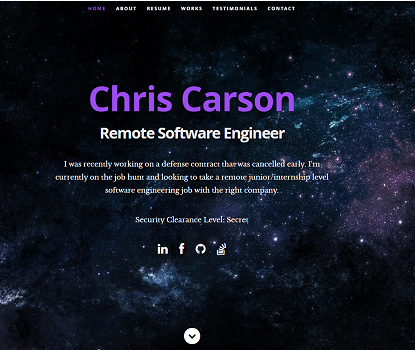 HOME ABOUT RESUME WORKS TESTIMONIALS CONTACT
Chris Carson
Remote Software Engineer
I was recently working on a defense contract that was cancelled early. I'm
currently on the job hunt and looking to take a remote junior/internship level
software engineering job with the right company.
Security Clearance Level: Secret